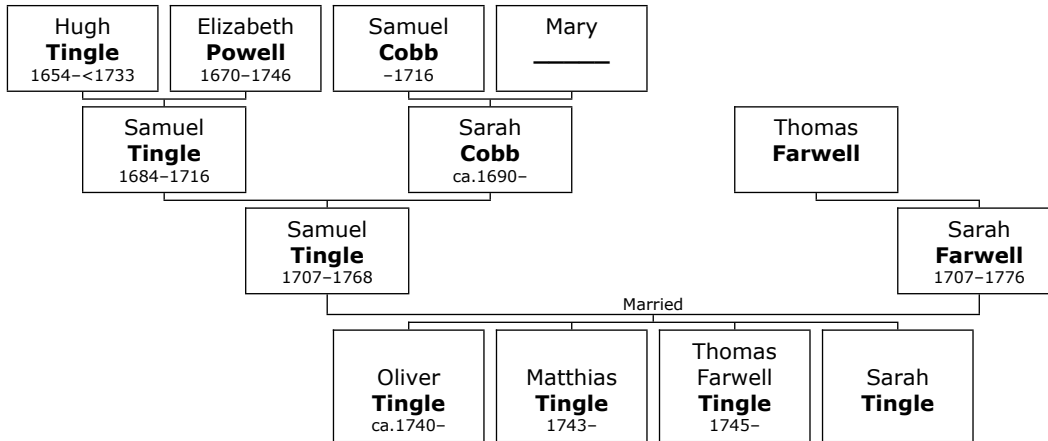 Hugh
Tingle
1654–<1733
Elizabeth
Powell
1670–1746
Samuel
Cobb
–1716
Mary
_____
Samuel
Tingle
1684–1716
Sarah
Cobb
ca.1690–
Thomas
Farwell
Samuel
Tingle
1707–1768
Sarah
Farwell
1707–1776
Married
Oliver
Tingle
ca.1740–
Matthias
Tingle
1743–
Thomas
Farwell
Tingle
1745–
Sarah
Tingle